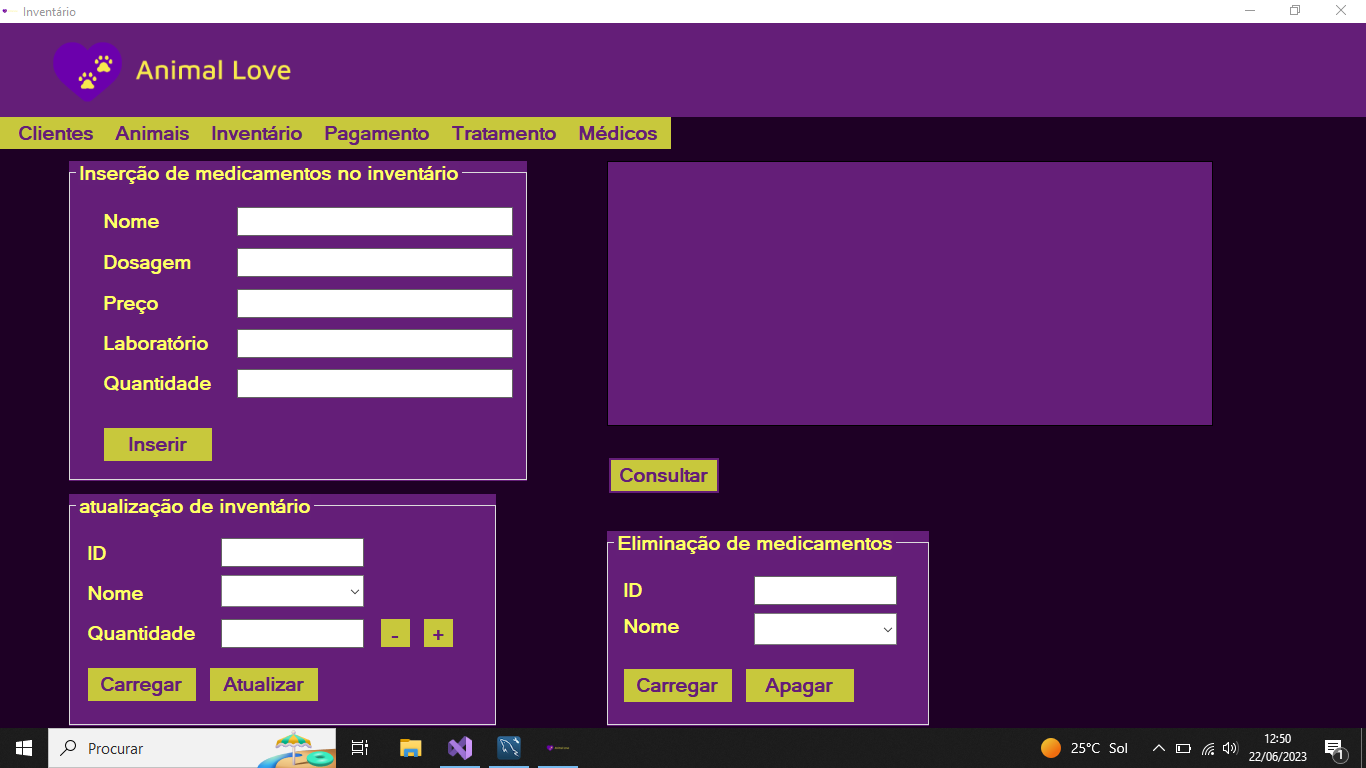 Inventário
Animal Love
Clientes Animais Inventário Pagamento Tratamento Médicos
Inserção de medicamentos no inventário
Nome
Dosagem
Preço
Laboratório
Quantidade
Inserir
Consultar
atualização de inventário
ID
Nome
Quantidade - +
Carregar Atualizar
Eliminação de medicamentos
ID
Nome
Carregar Apagar
Procurar
25°C Sol
12:50
22/06/2023
1